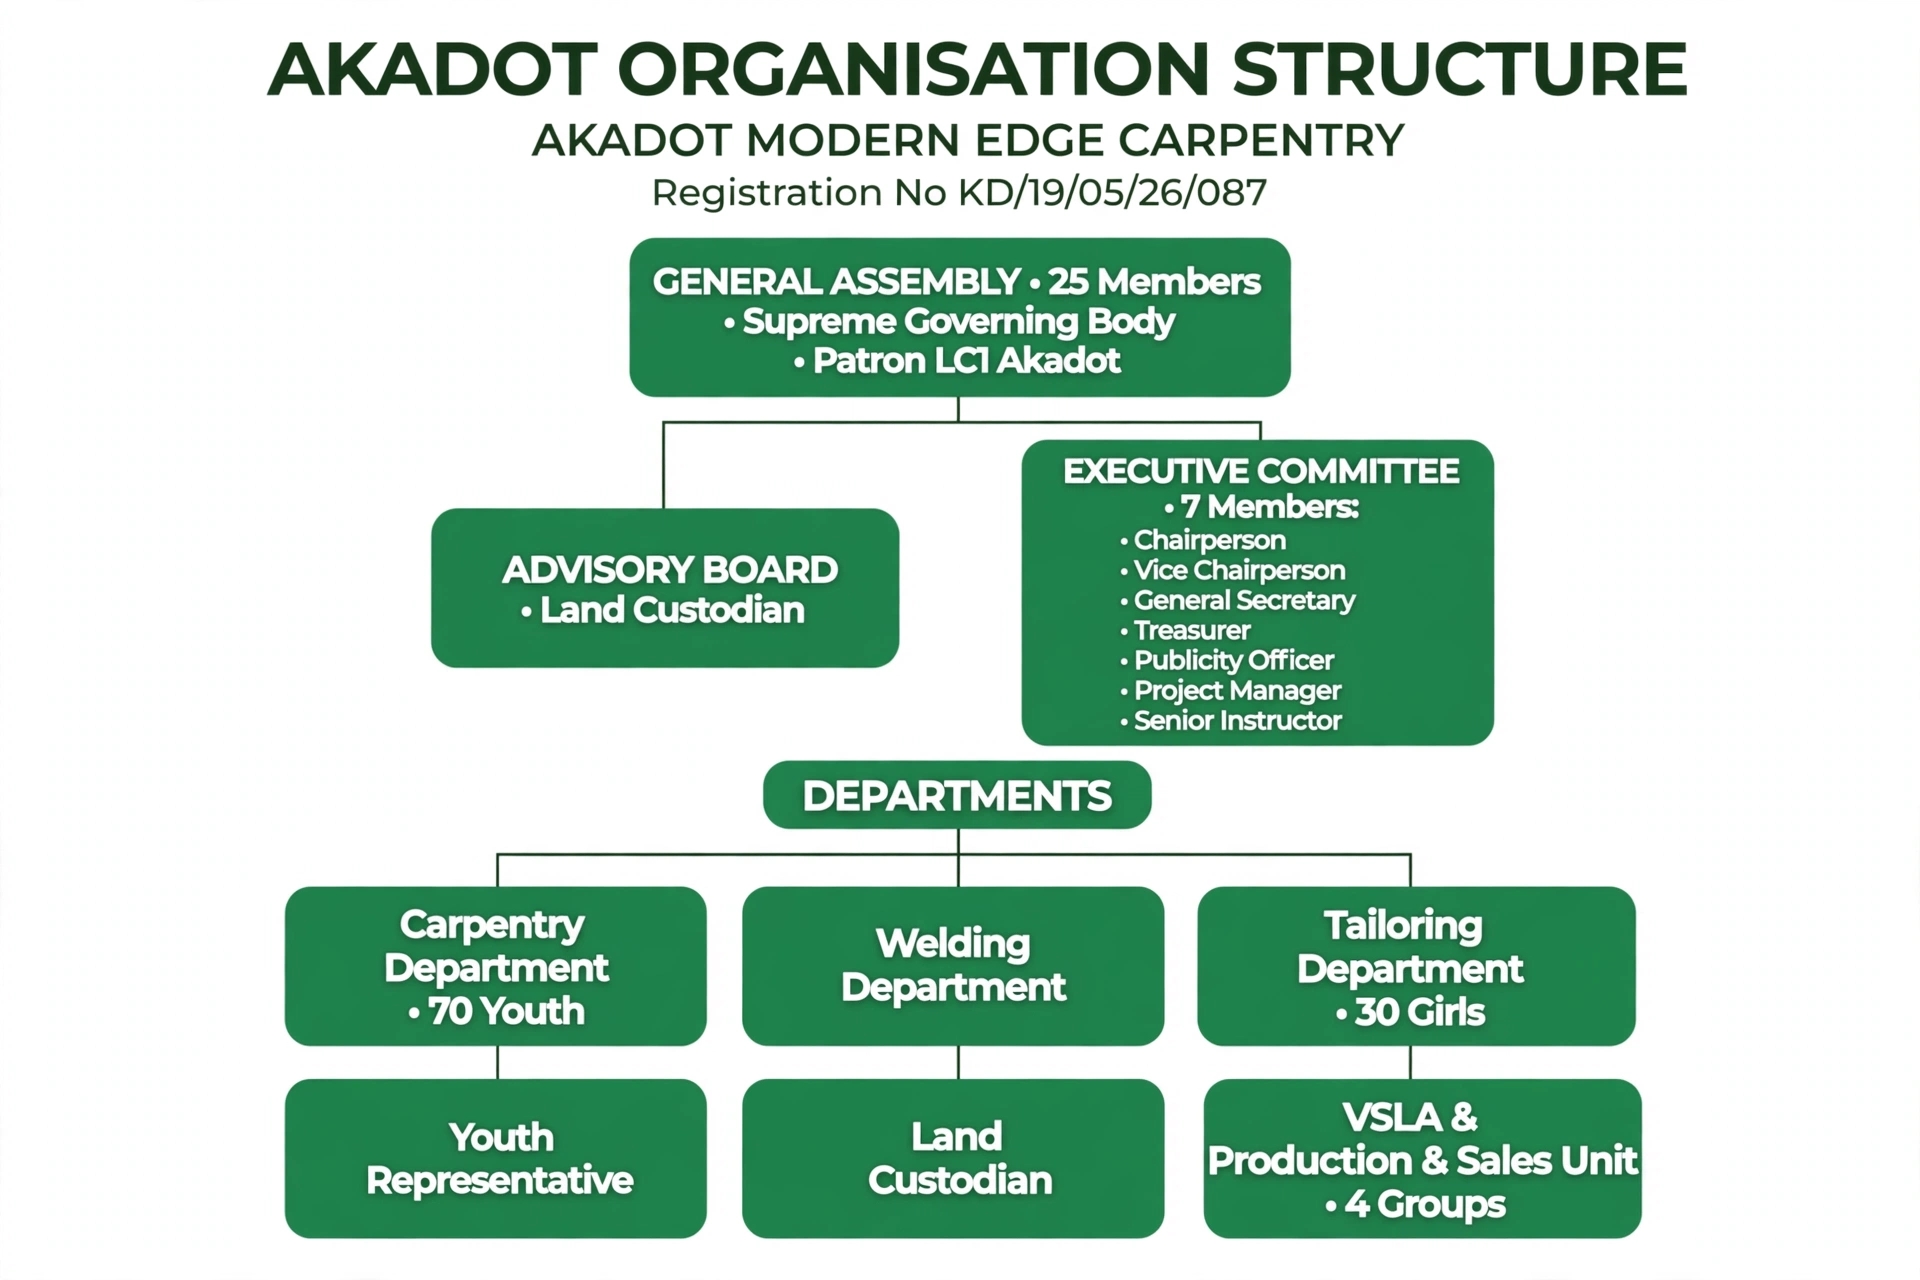 AKADOT ORGANISATION STRUCTURE
AKADOT MODERN EDGE CARPENTRY
Registration No KD/19/05/26/087
GENERAL ASSEMBLY • 25 Members
• Supreme Governing Body
• Patron LC1 Akadot
ADVISORY BOARD
• Land Custodian
EXECUTIVE COMMITTEE
• 7 Members:
• Chairperson
• Vice Chairperson
• General Secretary
• Treasurer
• Publicity Officer
• Project Manager
• Senior Instructor
DEPARTMENTS
Carpentry
Department
• 70 Youth
Welding
Department
Tailoring
Department
• 30 Girls
Youth
Representative
Land
Custodian
VSLA &
Production & Sales Unit
• 4 Groups